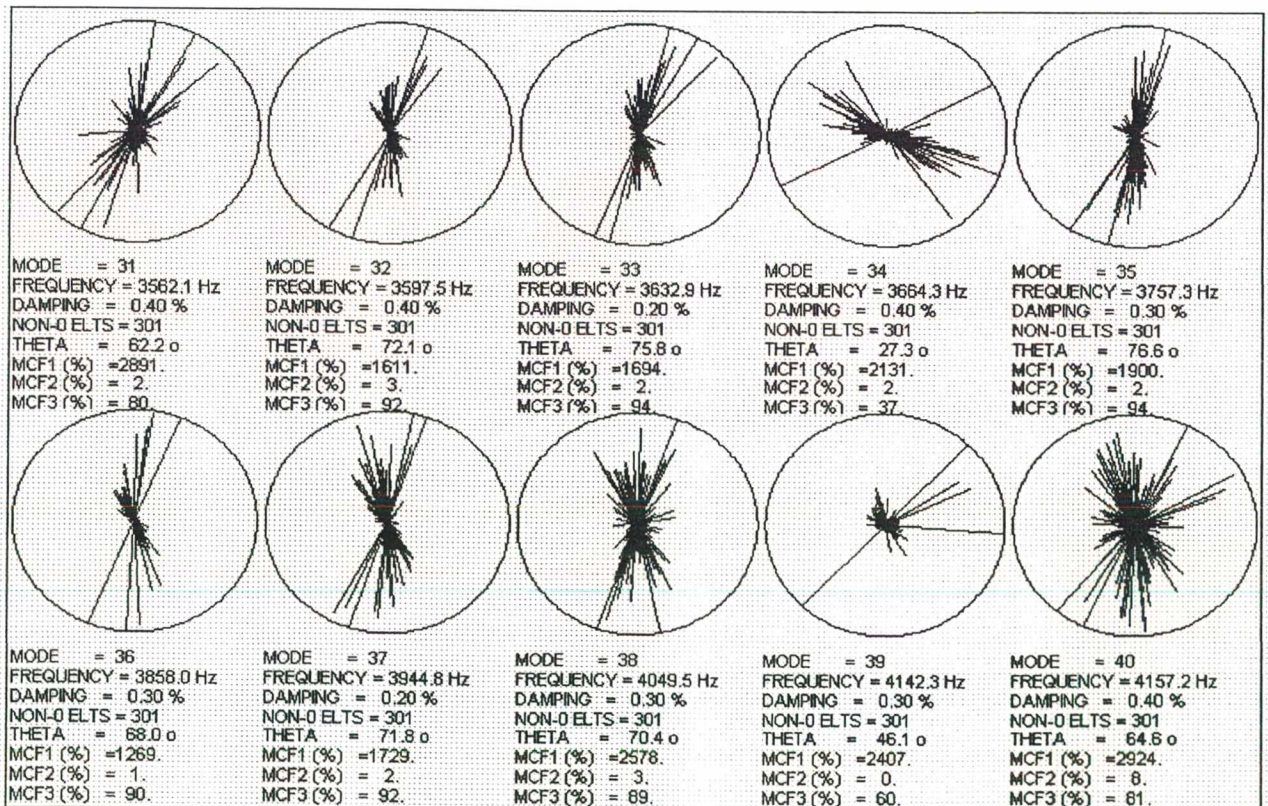 MODE = 31
FREQUENCY = 3562.1 Hz
DAMPING = 0.40 %
NON-0 ELTS = 301
THETA = 62.2 o
MCF1 (%) =2891.
MCF2 (%) = 2.
MCF3 (%) = 80.
MODE = 32
FREQUENCY = 3597.5 Hz
DAMPING = 0.40 %
NON-0 ELTS = 301
THETA = 72.1 o
MCF1 (%) =1611.
MCF2 (%) = 3.
MCF3 (%) = 92.
MODE = 33
FREQUENCY = 3632.9 Hz
DAMPING = 0.20 %
NON-0 ELTS = 301
THETA = 75.8 o
MCF1 (%) =1694.
MCF2 (%) = 2.
MCF3 (%) = 94.
MODE = 34
FREQUENCY = 3664.3 Hz
DAMPING = 0.40 %
NON-0 ELTS = 301
THETA = 27.3 o
MCF1 (%) =2131.
MCF2 (%) = 2.
MCF3 (%) = 37.
MODE = 35
FREQUENCY = 3757.3 Hz
DAMPING = 0.30 %
NON-0 ELTS = 301
THETA = 76.6 o
MCF1 (%) =1900.
MCF2 (%) = 2.
MCF3 (%) = 94.
MODE = 36
FREQUENCY = 3858.0 Hz
DAMPING = 0.30 %
NON-0 ELTS = 301
THETA = 68.0 o
MCF1 (%) =1269.
MCF2 (%) = 1.
MCF3 (%) = 90.
MODE = 37
FREQUENCY = 3944.8 Hz
DAMPING = 0.20 %
NON-0 ELTS = 301
THETA = 71.8 o
MCF1 (%) =1729.
MCF2 (%) = 2.
MCF3 (%) = 92.
MODE = 38
FREQUENCY = 4049.5 Hz
DAMPING = 0.30 %
NON-0 ELTS = 301
THETA = 70.4 o
MCF1 (%) =2578.
MCF2 (%) = 3.
MCF3 (%) = 89.
MODE = 39
FREQUENCY = 4142.3 Hz
DAMPING = 0.30 %
NON-0 ELTS = 301
THETA = 46.1 o
MCF1 (%) =2407.
MCF2 (%) = 0.
MCF3 (%) = 60.
MODE = 40
FREQUENCY = 4157.2 Hz
DAMPING = 0.40 %
NON-0 ELTS = 301
THETA = 64.6 o
MCF1 (%) =2924.
MCF2 (%) = 8.
MCF3 (%) = 81.